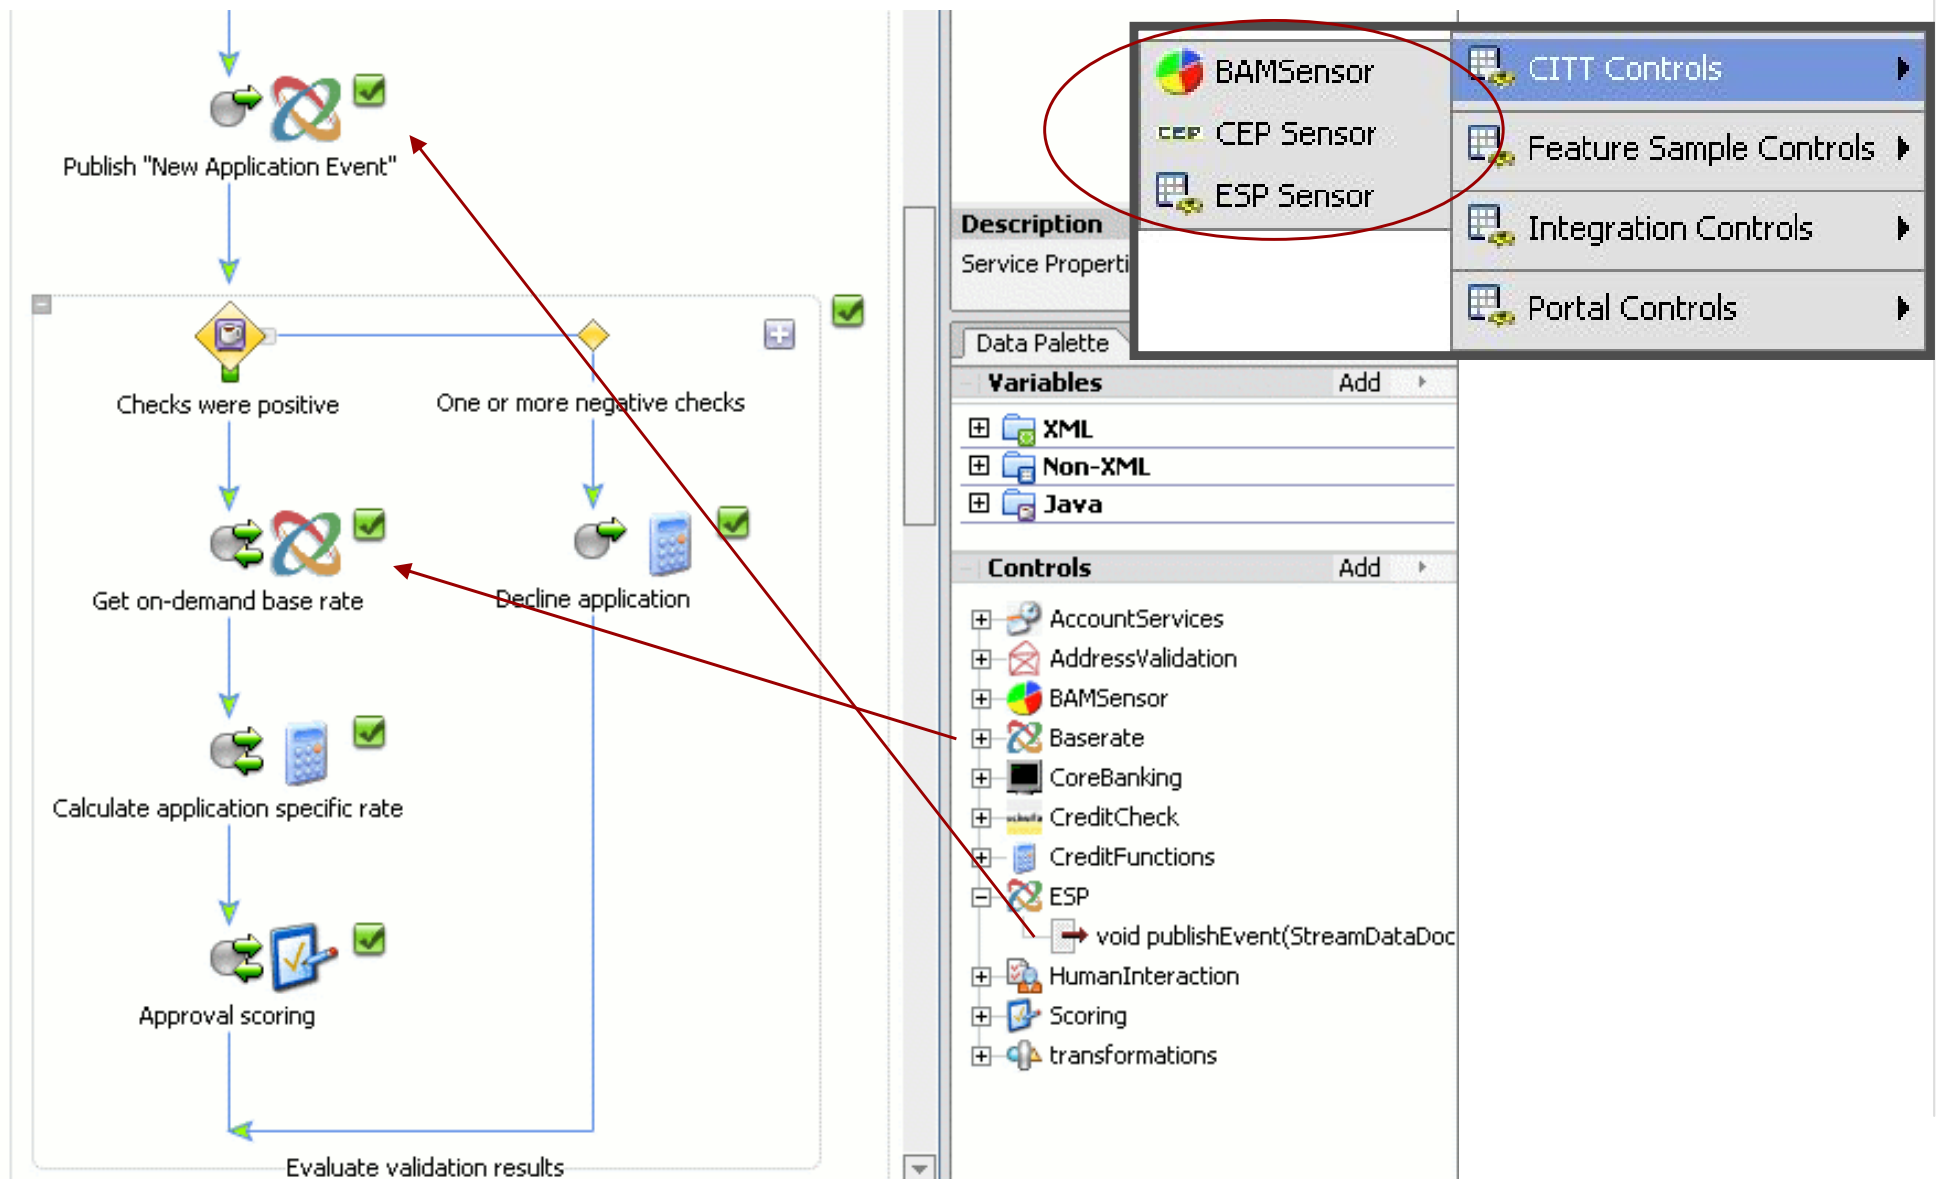 Publish "New Application Event"
Checks were positive
One or more negative checks
Get on-demand base rate
Decline application
Calculate application specific rate
Approval scoring
Evaluate validation results
BAMSensor
CEP CEP Sensor
ESP Sensor
CITT Controls
Feature Sample Controls
Integration Controls
Portal Controls
Description
Service Properti
Data Palette
Variables Add
XML
Non-XML
Java
Controls Add
AccountServices
AddressValidation
BAMSensor
Baserate
CoreBanking
CreditCheck
CreditFunctions
ESP
void publishEvent(StreamDataDoc
HumanInteraction
Scoring
transformations